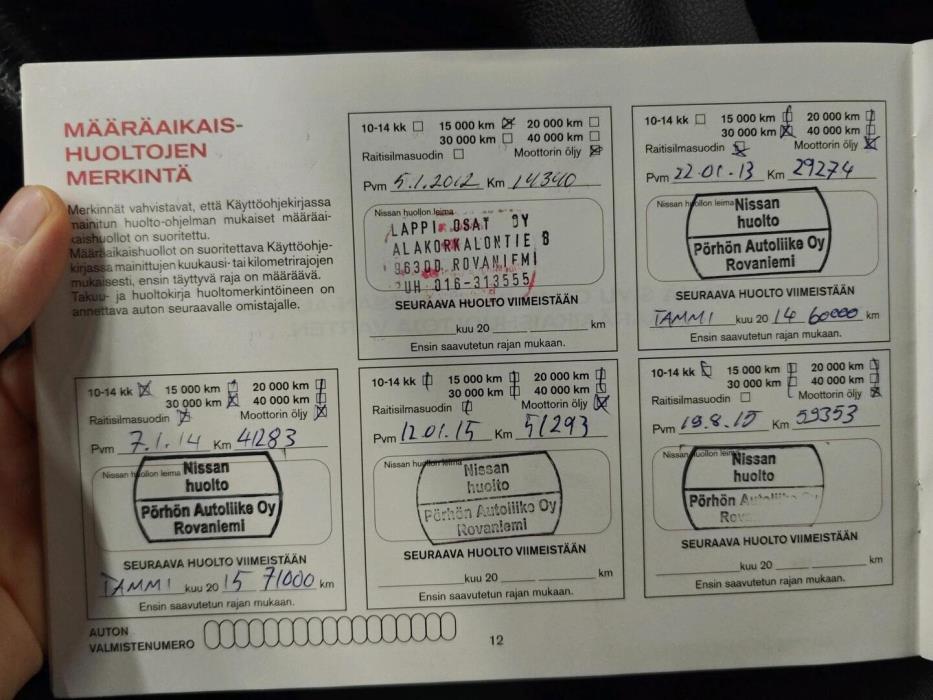 MÄÄRÄAIKAIS-
HUOLTOJEN
MERKINTÄ
Merkinnät vahvistavat, että Käyttöohjekirjassa
mainitun huolto-ohjelman mukaiset määräai-
kaishuollot on suoritettu.
Määräaikaishuollot on suoritettava Käyttöohje-
kirjassa mainittujen kuukausi- tai kilometrirajojen
mukaisesti, ensin täyttyvä raja on määräävä.
Takuu- ja huoltokirja huoltomerkintöineen on
annettava auton seuraavalle omistajalle.
10-14 kk 15 000 km 20 000 km
30 000 km 40 000 km
Raitisilmasuodin Moottorin öljy
Pvm 5.1.2012 Km 14340
Nissan huollon leima
LAPPI OSAT OY
ALAKORKALONTIE 8
96300 ROVANIEMI
PUH 016-313555
SEURAAVA HUOLTO VIIMEISTÄÄN
kuu 20 km
Ensin saavutetun rajan mukaan.
10-14 kk 15 000 km 20 000 km
30 000 km 40 000 km
Raitisilmasuodin Moottorin öljy
Pvm 22.01.13 Km 29274
Nissan huollon leima Nissan
huolto
Pörhön Autoliike Oy
Rovaniemi
SEURAAVA HUOLTO VIIMEISTÄÄN
TAMMI kuu 20 14 60000 km
Ensin saavutetun rajan mukaan.
10-14 kk 15 000 km 20 000 km
30 000 km 40 000 km
Raitisilmasuodin Moottorin öljy
Pvm 7.1.14 Km 41283
Nissan huollon leima Nissan
huolto
Pörhön Autoliike Oy
Rovaniemi
SEURAAVA HUOLTO VIIMEISTÄÄN
TAMMI kuu 20 15 71000 km
Ensin saavutetun rajan mukaan.
10-14 kk 15 000 km 20 000 km
30 000 km 40 000 km
Raitisilmasuodin Moottorin öljy
Pvm 12.01.15 Km 51293
Nissan huollon leima Nissan
huolto
Pörhön Autoliike Oy
Rovaniemi
SEURAAVA HUOLTO VIIMEISTÄÄN
kuu 20 km
Ensin saavutetun rajan mukaan.
10-14 kk 15 000 km 20 000 km
30 000 km 40 000 km
Raitisilmasuodin Moottorin öljy
Pvm 19.8.15 Km 59353
Nissan huollon leima Nissan
huolto
Pörhön Autoliike Oy
SEURAAVA HUOLTO VIIMEISTÄÄN
kuu 20 km
Ensin saavutetun rajan mukaan.
AUTON
VALMISTENUMERO
12